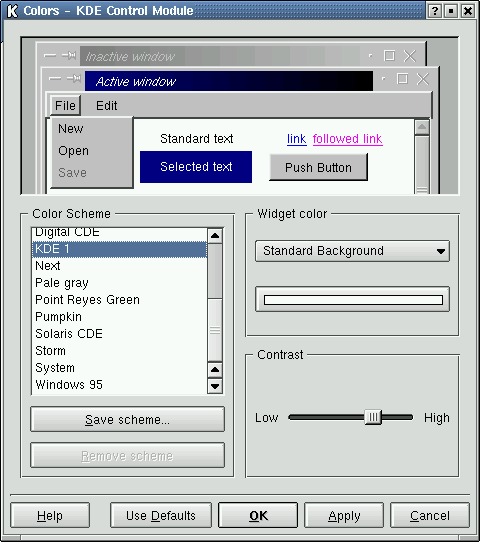 Colors - KDE Control Module
Inactive window
Active window
File Edit
New
Open
Save
Standard text
link followed link
Selected text
Push Button
Color Scheme
Digital CDE
KDE 1
Next
Pale gray
Point Reyes Green
Pumpkin
Solaris CDE
Storm
System
Windows 95
Save scheme...
Remove scheme
Widget color
Standard Background
Contrast
Low High
Help Use Defaults OK Apply Cancel